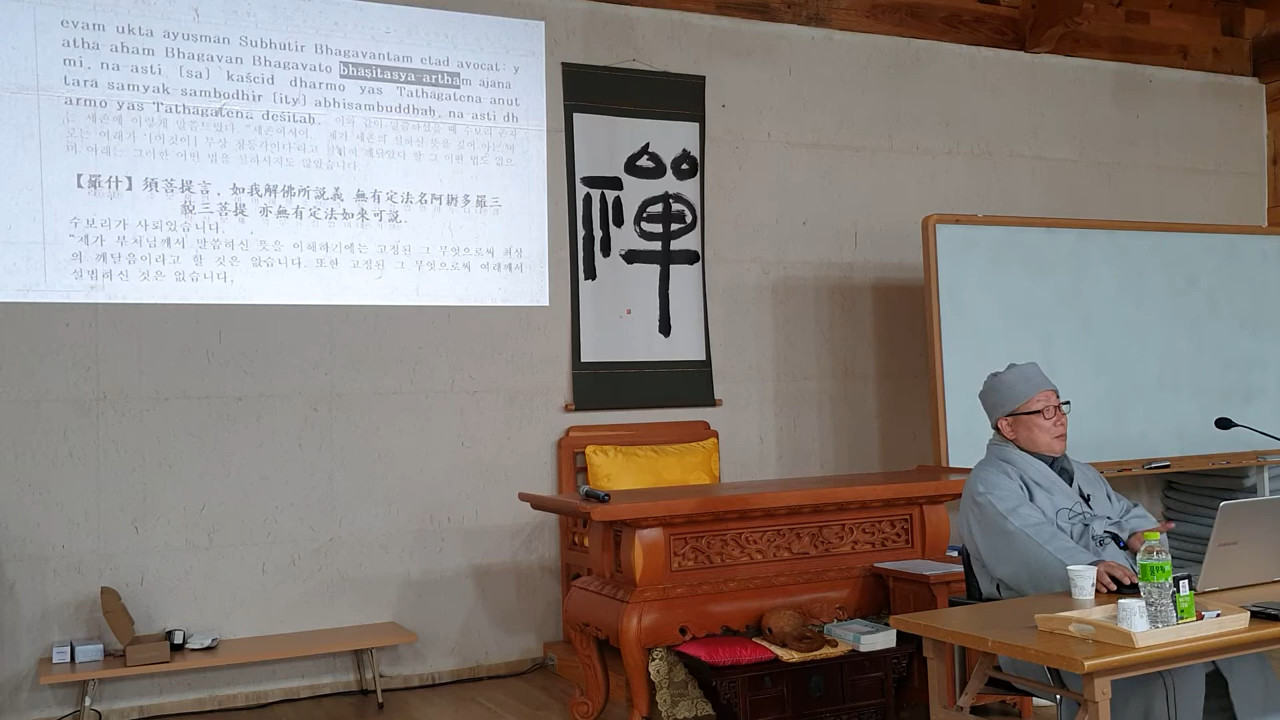 evam ukta ayuṣman Subhutir Bhagavantam etad avocat: y
atha-aham Bhagavan Bhagavato bhaṣitasya-artham ajana
mi, na-asti (sa) kaścid dharmo yas Tathagatena anut
tara samyak-sambodhir (ity) abhisambuddhaḥ, na-asti dh
armo yas Tathagatena deśitaḥ.
【羅什】須菩提言, 如我解佛所說義 無有定法名阿耨多羅三
藐三菩提 亦無有定法如來可說.
수보리가 사뢰었습니다.
"제가 부처님께서 말씀하신 뜻을 이해하기에는 고정된 그 무엇으로써 최상
의 깨달음이라고 할 것은 없습니다. 또한 고정된 그 무엇으로써 여래께서
설법하신 것은 없습니다,
禪